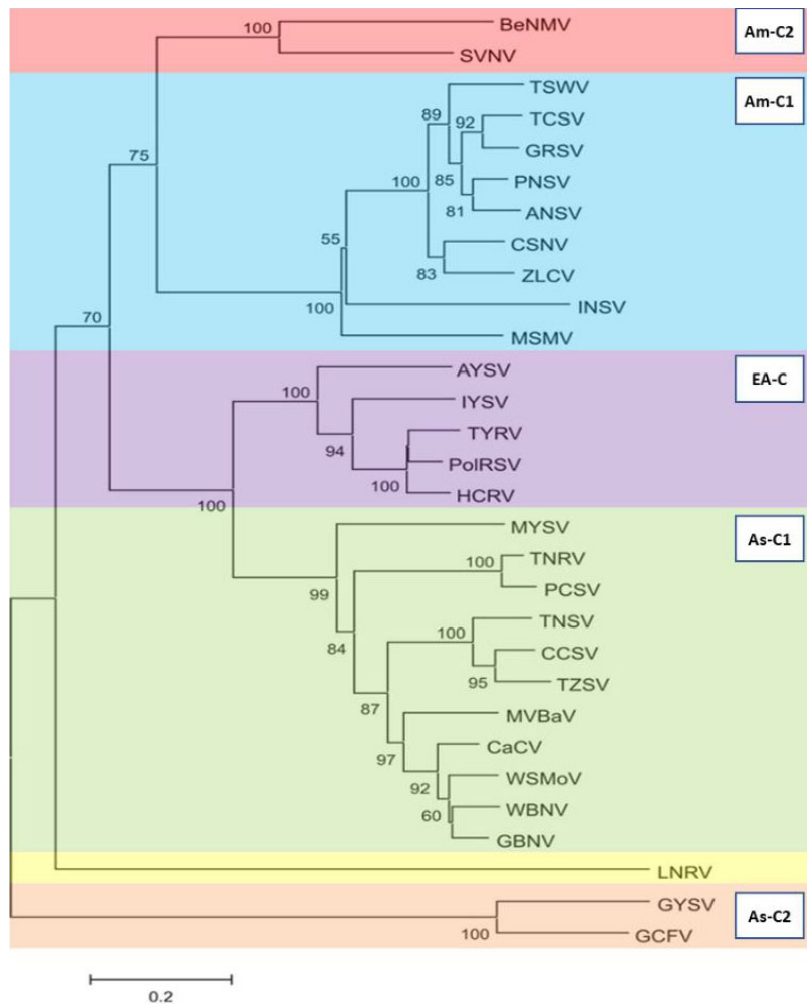 100
BeNMV
Am-C2
SVNV
TSWV
Am-C1
89
92
TCSV
GRSV
75
100
85
PNSV
81
ANSV
55
CSNV
83
ZLCV
100
INSV
70
MSMV
AYSV
EA-C
100
IYSV
94
TYRV
PolRSV
100
HCRV
100
MYSV
As-C1
100
TNRV
99
PCSV
100
TNSV
84
CCSV
95
TZSV
87
MVBaV
97
CaCV
92
WSMoV
60
WBNV
GBNV
LNRV
GYSV
As-C2
100
GCFV
0.2